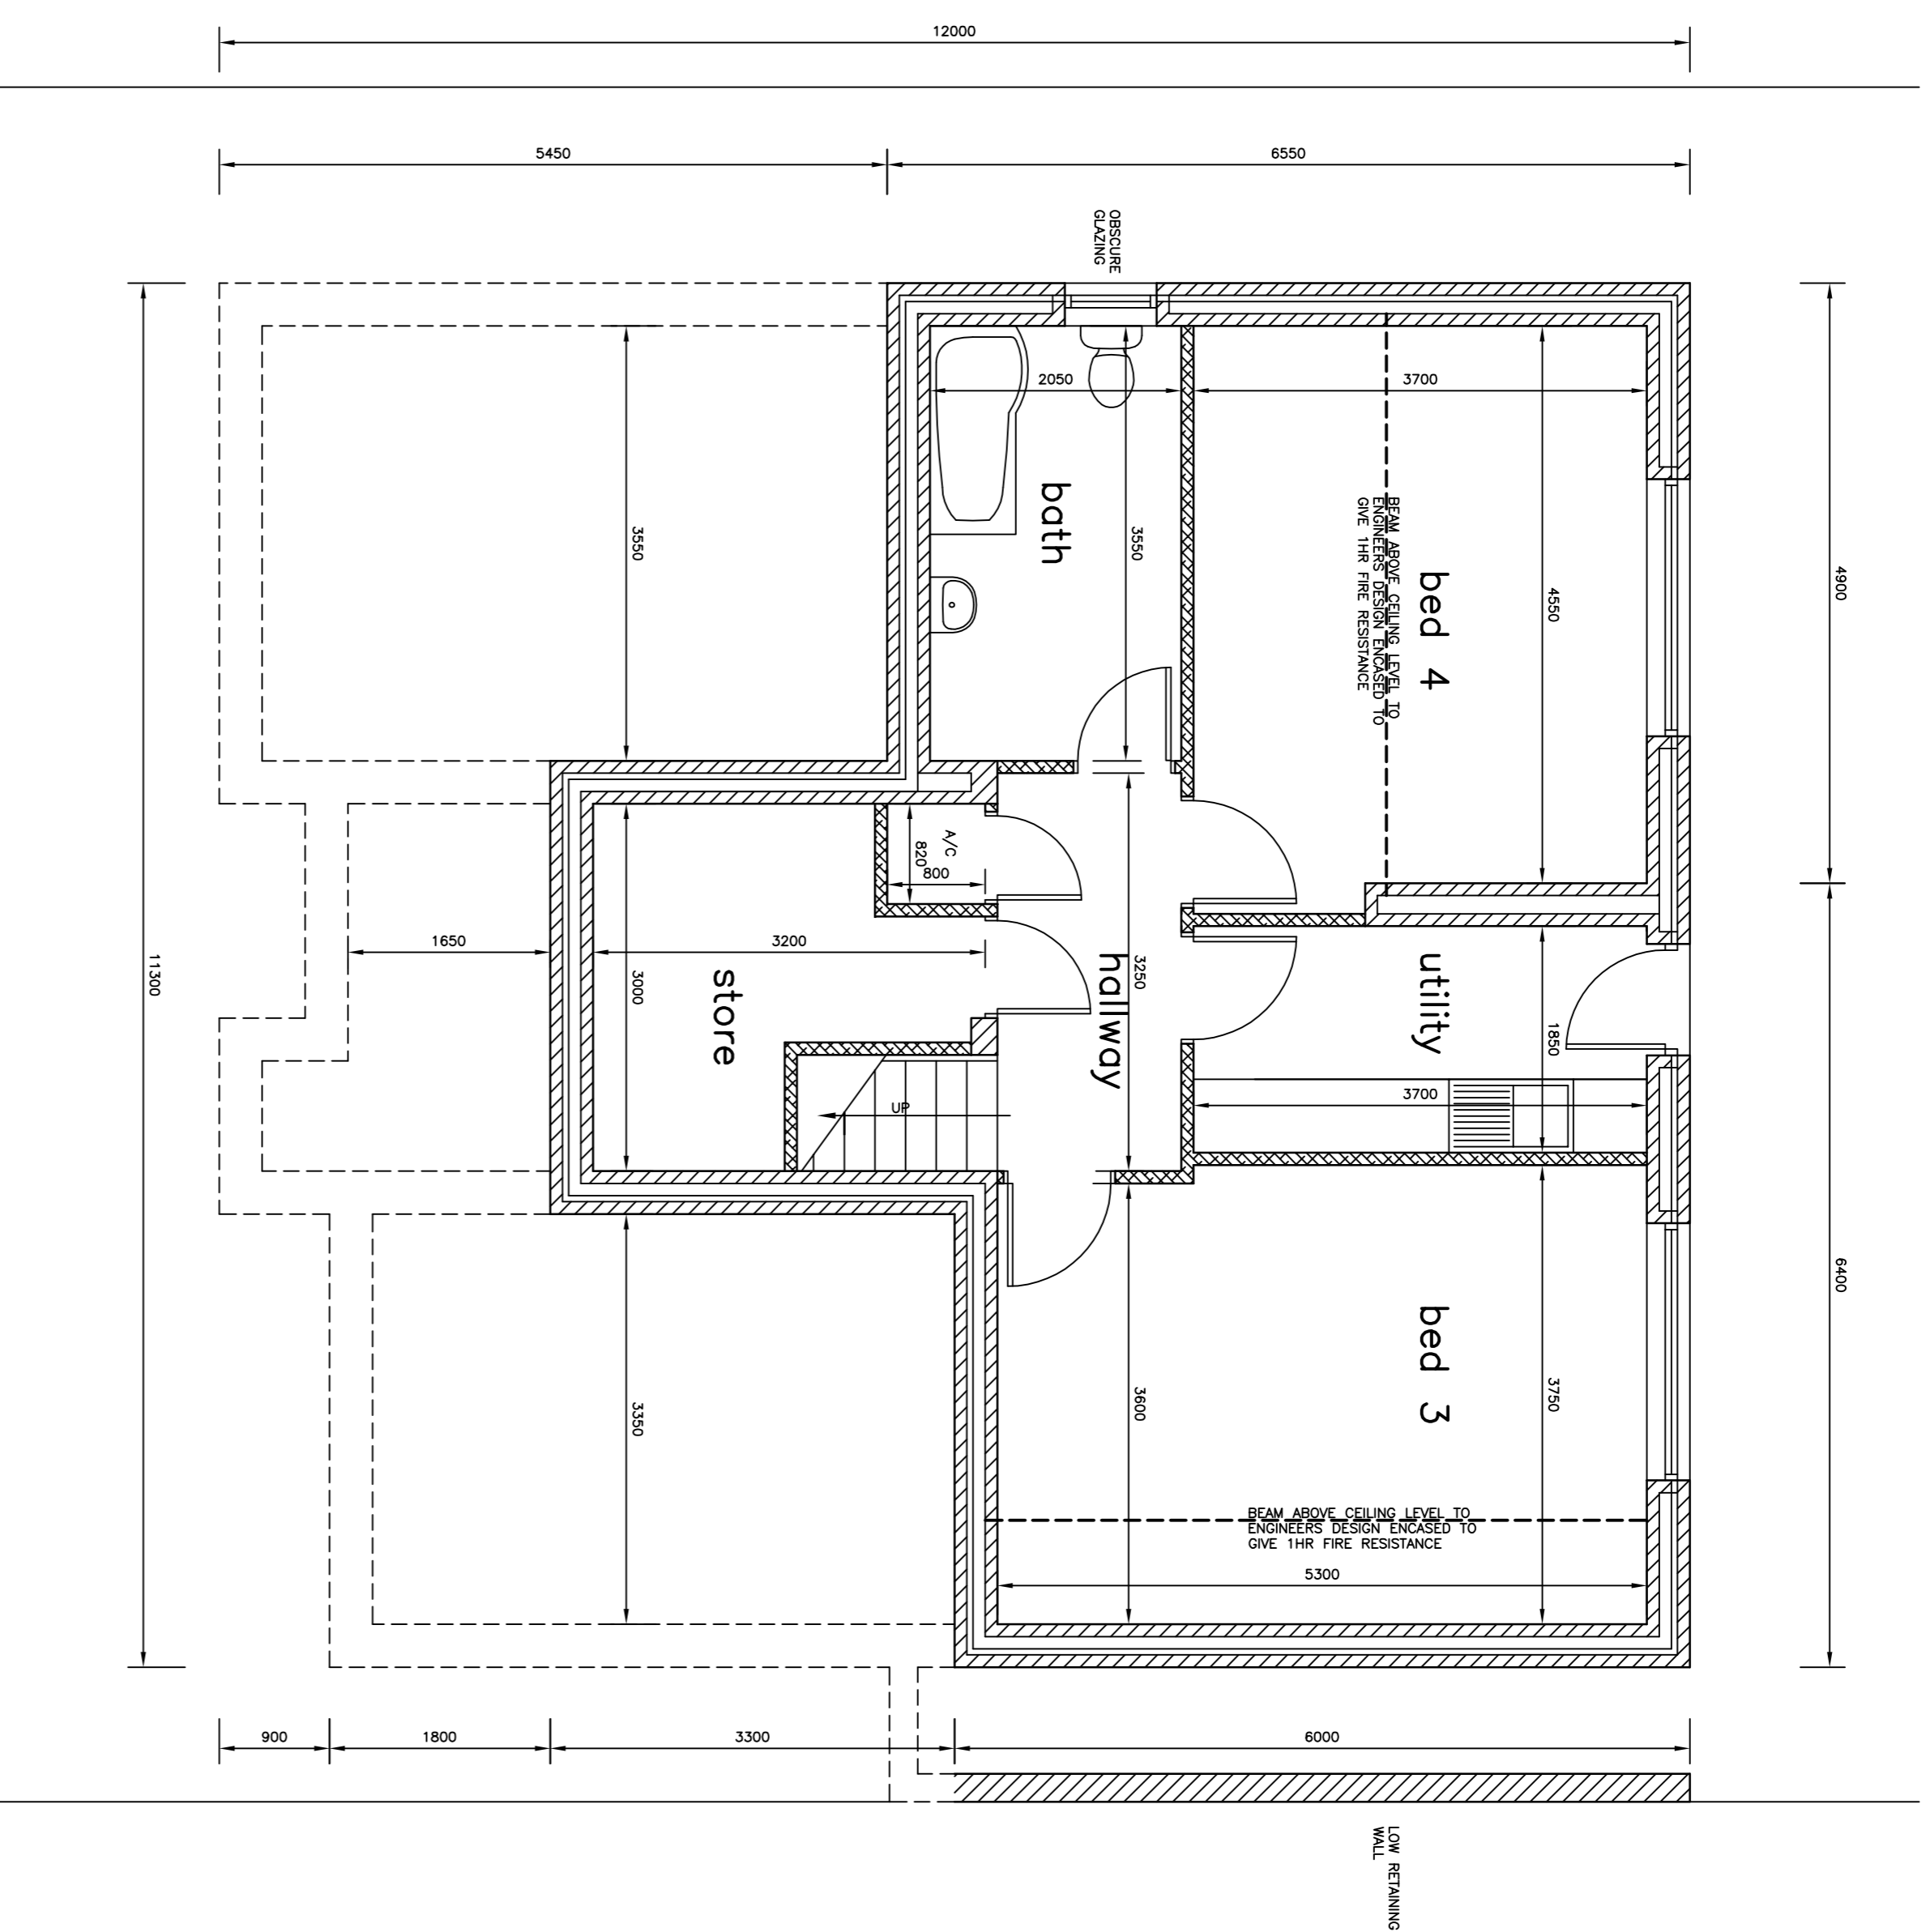 12000
5450
6550
OBSCURE
GLAZING
4900
2050
3700
3550
bath
3550
bed 4
4550
BEAM ABOVE CEILING LEVEL TO
ENGINEERS DESIGN ENCASED TO
GIVE 1HR FIRE RESISTANCE
A/C
820
800
11300
1650
3200
3000
store
hallway
3250
utility
1850
3700
UP
6400
bed 3
3350
3600
3750
BEAM ABOVE CEILING LEVEL TO
ENGINEERS DESIGN ENCASED TO
GIVE 1HR FIRE RESISTANCE
5300
900
1800
3300
6000
LOW RETAINING
WALL